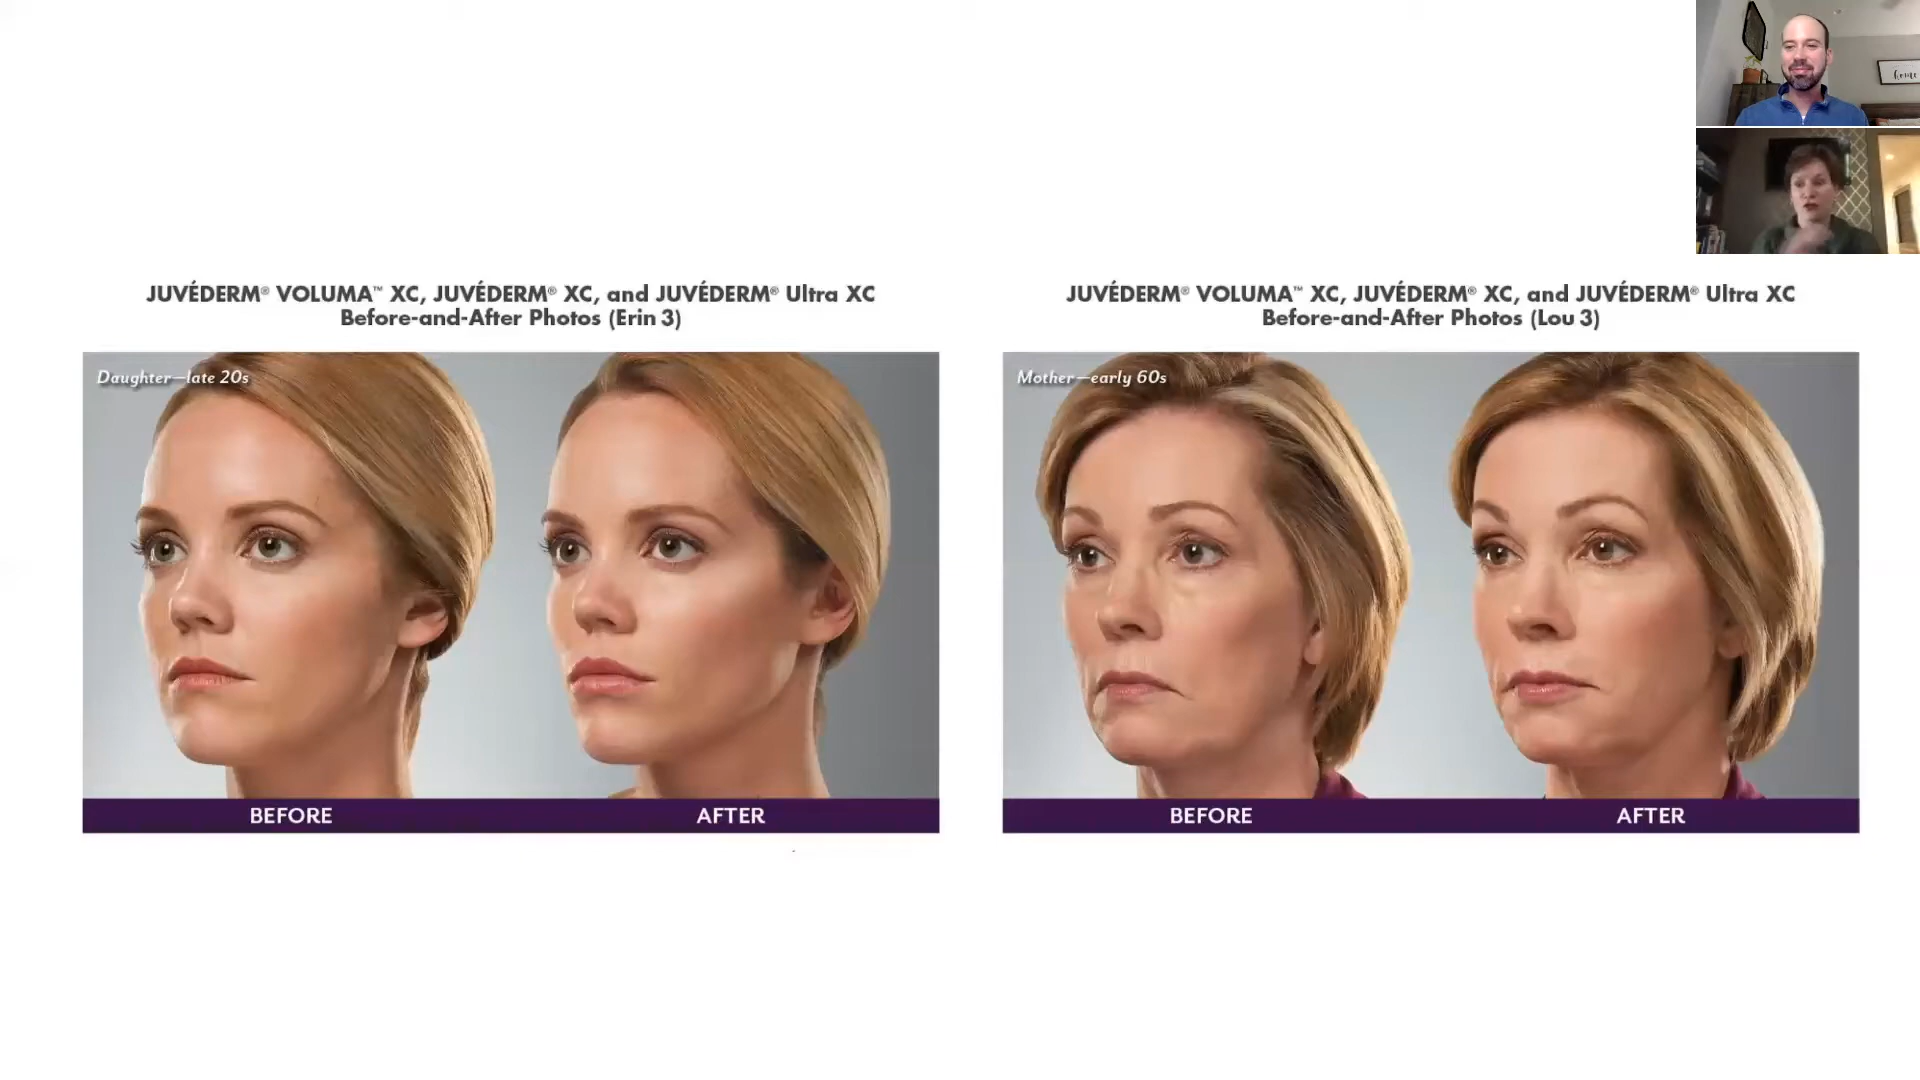 home
JUVÉDERM® VOLUMA™ XC, JUVÉDERM® XC, and JUVÉDERM® Ultra XC
Before-and-After Photos (Erin 3)
Daughter—late 20s
BEFORE
AFTER
JUVÉDERM® VOLUMA™ XC, JUVÉDERM® XC, and JUVÉDERM® Ultra XC
Before-and-After Photos (Lou 3)
Mother—early 60s
BEFORE
AFTER